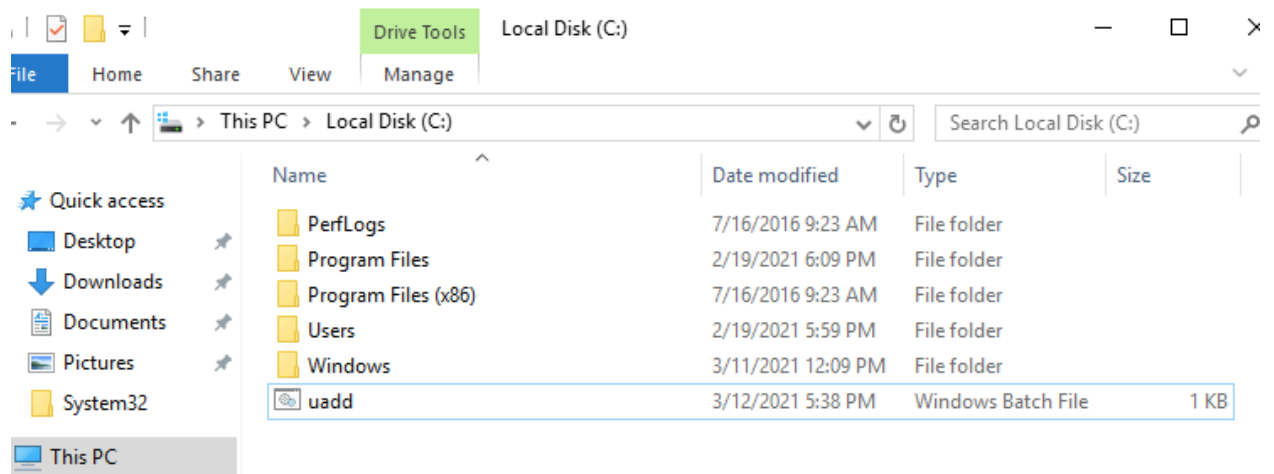 Drive Tools Local Disk (C:)
File Home Share View Manage
This PC > Local Disk (C:) Search Local Disk (C:)
Name Date modified Type Size
Quick access
Desktop
Downloads
Documents
Pictures
System32
This PC
PerfLogs 7/16/2016 9:23 AM File folder
Program Files 2/19/2021 6:09 PM File folder
Program Files (x86) 7/16/2016 9:23 AM File folder
Users 2/19/2021 5:59 PM File folder
Windows 3/11/2021 12:09 PM File folder
uadd 3/12/2021 5:38 PM Windows Batch File 1 KB